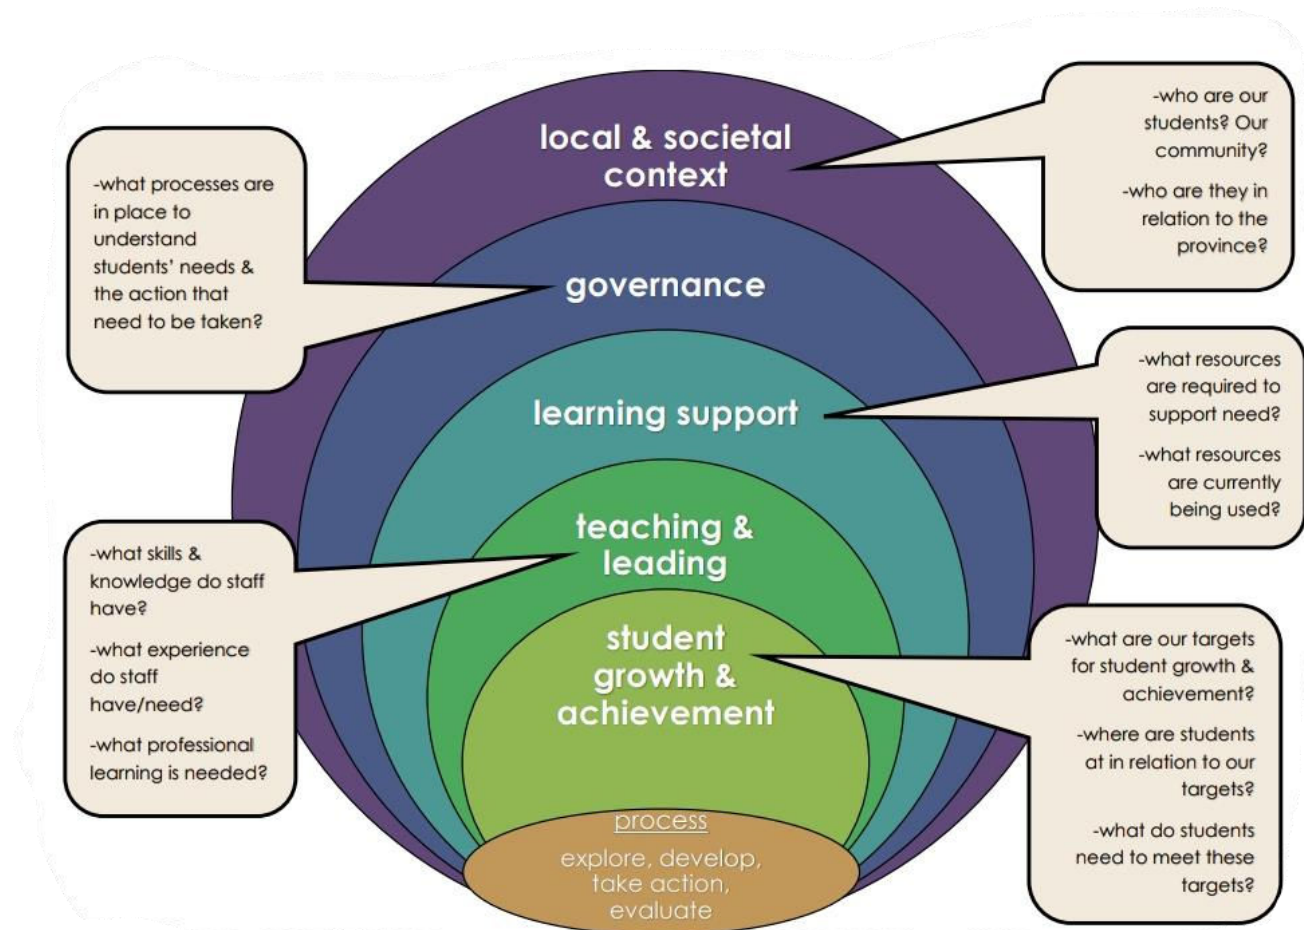 local & societal
context
-who are our
students? Our
community?
-who are they in
relation to the
province?
-what processes are
in place to
understand
students' needs &
the action that
need to be taken?
governance
learning support
-what resources
are required to
support need?
-what resources
are currently
being used?
teaching &
leading
-what skills &
knowledge do staff
have?
-what experience
do staff
have/need?
-what professional
learning is needed?
student
growth &
achievement
-what are our targets
for student growth &
achievement?
-where are students
at in relation to our
targets?
-what do students
need to meet these
targets?
process
explore, develop,
take action,
evaluate